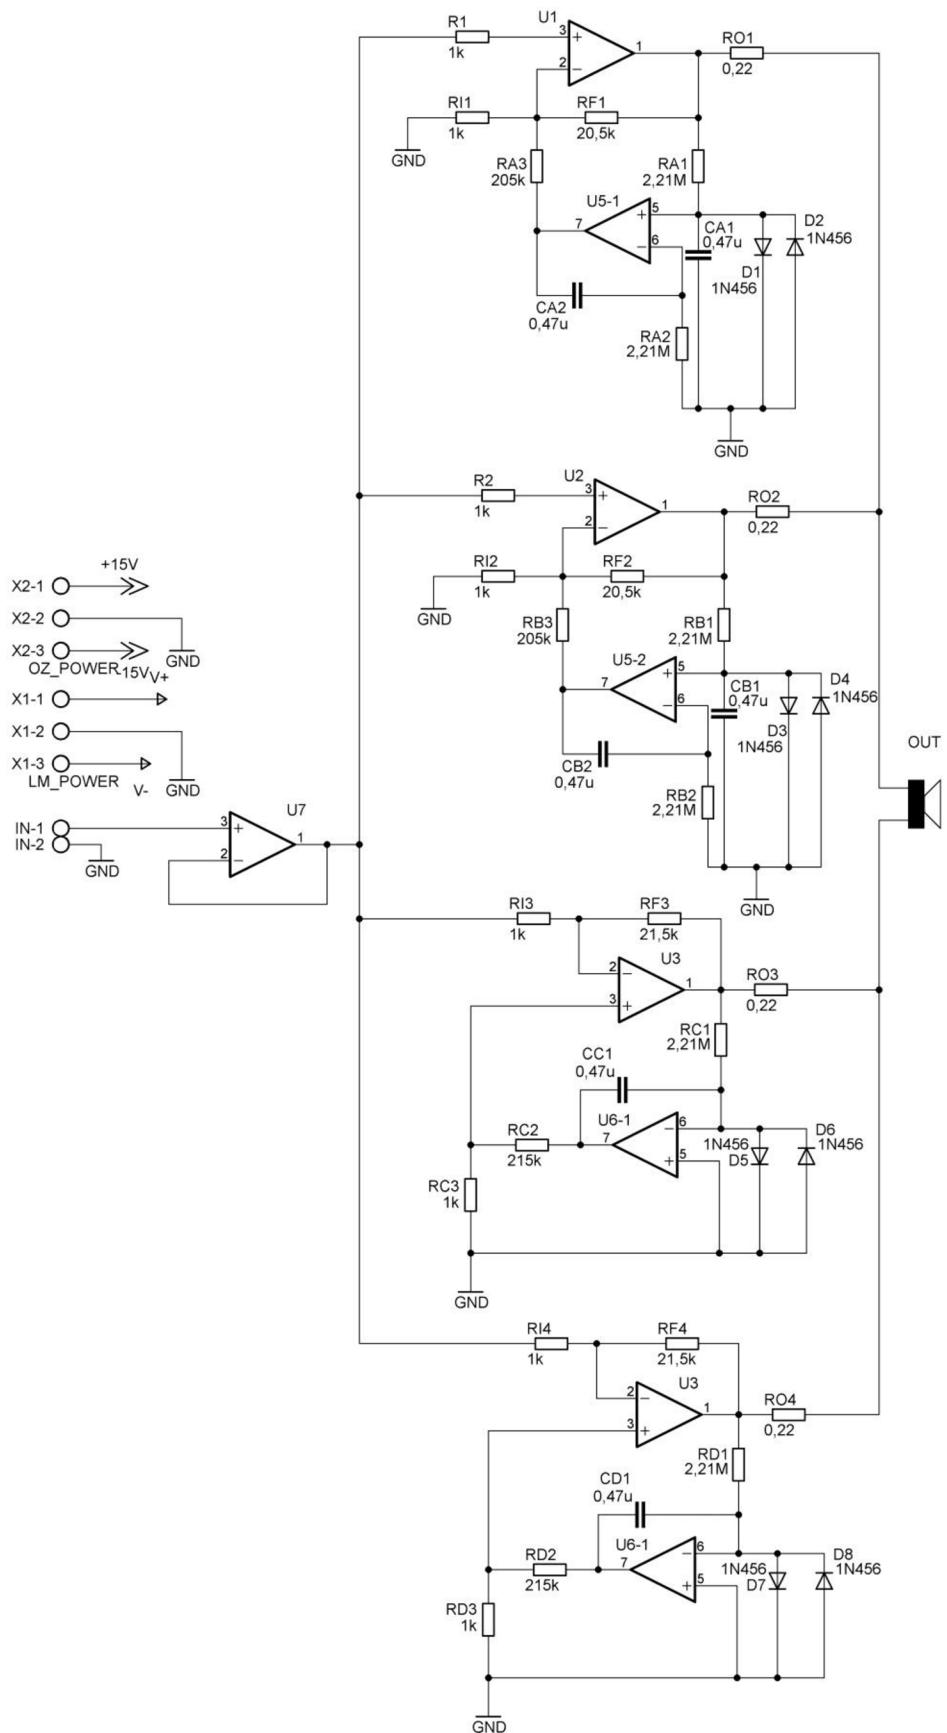 U1
R1
1k
3
+
2
−
1
RO1
0,22
RI1
1k
GND
RF1
20,5k
RA3
205k
RA1
2,21M
U5-1
7
+
5
−
6
CA1
0,47u
D1
1N456
D2
1N456
CA2
0,47u
RA2
2,21M
GND
U2
R2
1k
3
+
2
−
1
RO2
0,22
RI2
1k
GND
RF2
20,5k
RB3
205k
RB1
2,21M
U5-2
7
+
5
−
6
CB1
0,47u
D3
1N456
D4
1N456
CB2
0,47u
RB2
2,21M
GND
X2-1
+15V
X2-2
GND
X2-3
OZ_POWER
-15V
V+
X1-1
X1-2
GND
X1-3
LM_POWER
V-
IN-1
IN-2
GND
U7
3
+
2
−
1
OUT
RI3
1k
RF3
21,5k
U3
2
−
3
+
1
RO3
0,22
RC1
2,21M
CC1
0,47u
U6-1
7
−
6
+
5
1N456
D5
D6
1N456
RC2
215k
RC3
1k
GND
RI4
1k
RF4
21,5k
U3
2
−
3
+
1
RO4
0,22
RD1
2,21M
CD1
0,47u
U6-1
7
−
6
+
5
1N456
D7
D8
1N456
RD2
215k
RD3
1k
GND